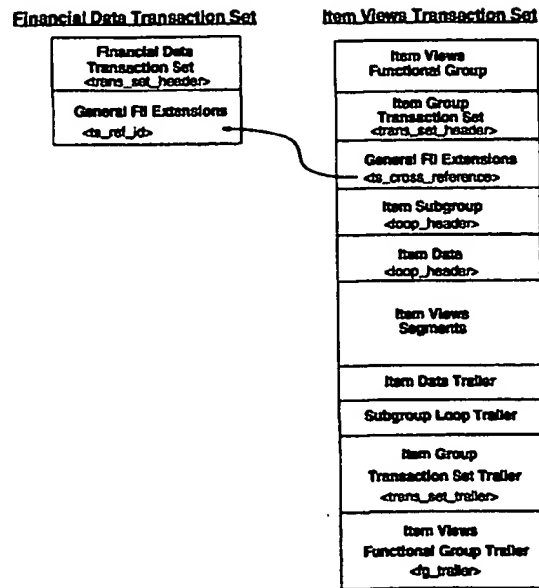 Financial Data Transaction Set
Financial Data
Transaction Set
<trans_set_header>
General FII Extensions
<ts_ref_id>
Item Views Transaction Set
Item Views
Functional Group
Item Group
Transaction Set
<trans_set_header>
General FII Extensions
<ts_cross_reference>
Item Subgroup
<loop_header>
Item Data
<loop_header>
Item Views
Segments
Item Data Trailer
Subgroup Loop Trailer
Item Group
Transaction Set Trailer
<trans_set_trailer>
Item Views
Functional Group Trailer
<fg_trailer>